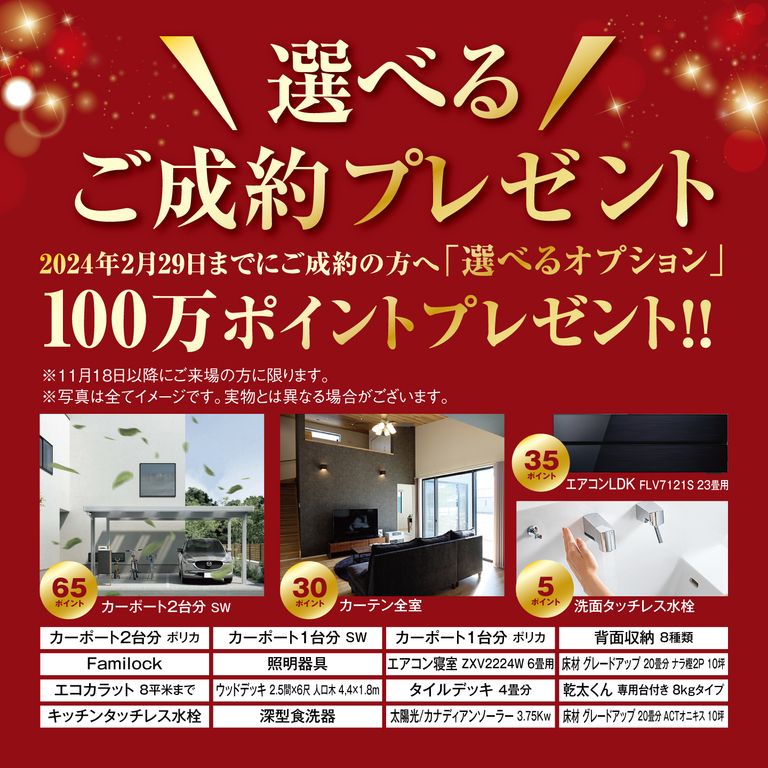 選べる
ご成約プレゼント
2024年2月29日までにご成約の方へ「選べるオプション」
100万ポイントプレゼント!!
※11月18日以降にご来場の方に限ります。
※写真は全てイメージです。実物とは異なる場合がございます。
35
ポイント
エアコンLDK FLV7121S 23畳用
65
ポイント
カーポート2台分 SW
30
ポイント
カーテン全室
5
ポイント
洗面タッチレス水栓
カーポート2台分 ポリカ
カーポート1台分 SW
カーポート1台分 ポリカ
背面収納 8種類
Familock
照明器具
エアコン寝室 ZXV2224W 6畳用
床材 グレードアップ 20畳分 ナラ樫2P 10坪
エコカラット 8平米まで
ウッドデッキ 2.5間×6尺 人口木 4,4×1.8m
タイルデッキ 4畳分
乾太くん 専用台付き 8kgタイプ
キッチンタッチレス水栓
深型食洗器
太陽光/カナディアンソーラー 3.75Kw
床材 グレードアップ 20畳分 ACTオニキス 10坪